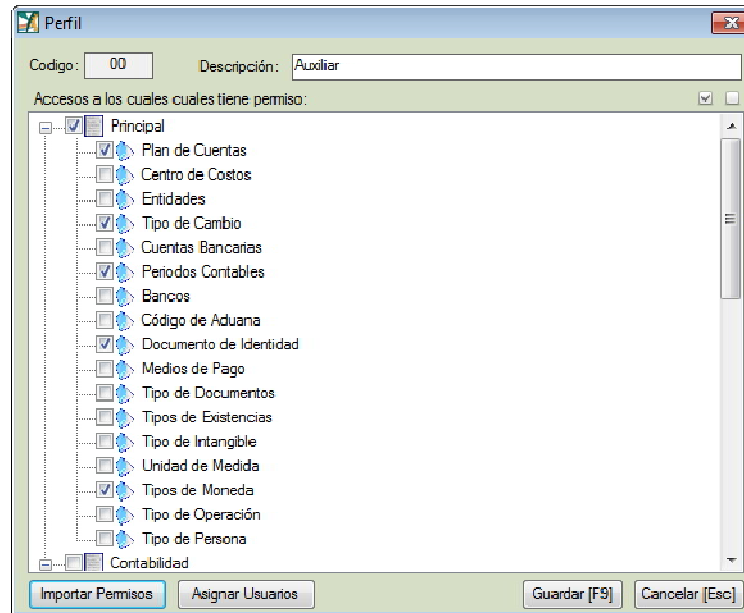 Perfil
Codigo: 00 Descripción: Auxiliar
Accesos a los cuales cuales tiene permiso:
Principal
Plan de Cuentas
Centro de Costos
Entidades
Tipo de Cambio
Cuentas Bancarias
Periodos Contables
Bancos
Código de Aduana
Documento de Identidad
Medios de Pago
Tipo de Documentos
Tipos de Existencias
Tipo de Intangible
Unidad de Medida
Tipos de Moneda
Tipo de Operación
Tipo de Persona
Contabilidad
Importar Permisos Asignar Usuarios Guardar [F9] Cancelar [Esc]